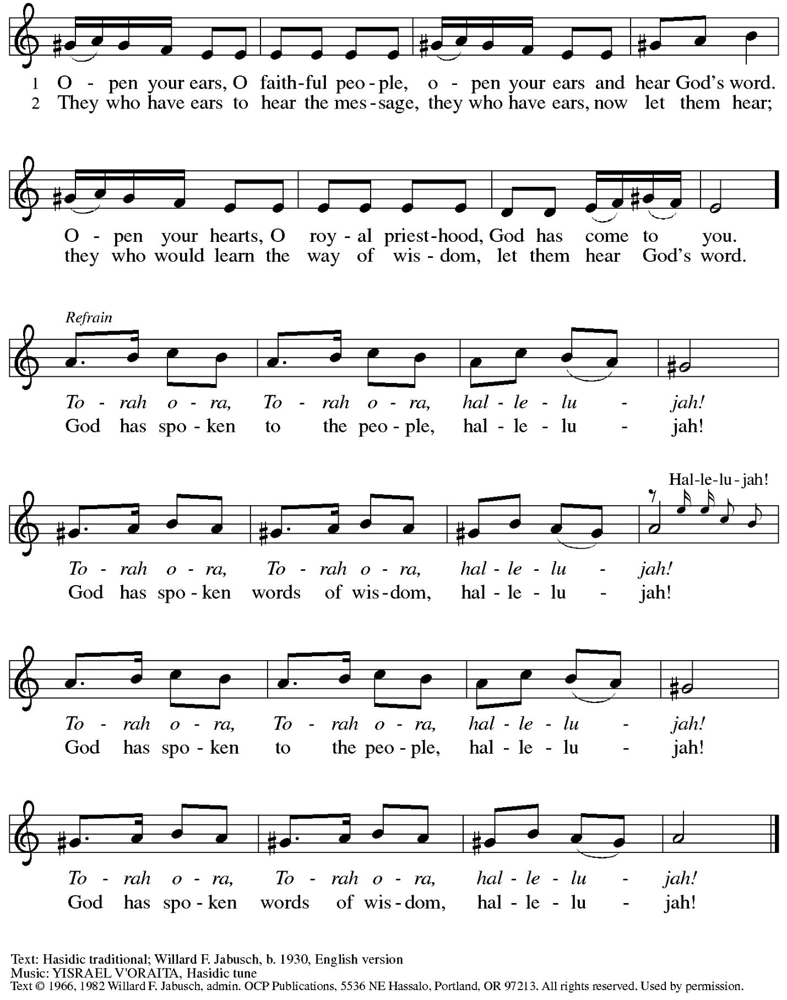 1 O - pen your ears, O faith-ful peo-ple, o - pen your ears and hear God's word.
2 They who have ears to hear the mes-sage, they who have ears, now let them hear;
O - pen your hearts, O roy - al priest-hood, God has come to you.
they who would learn the way of wis - dom, let them hear God's word.
Refrain
To - rah o - ra, To - rah o - ra, hal - le - lu - jah!
God has spo - ken to the peo - ple, hal - le - lu - jah!
Hal-le-lu-jah!
To - rah o - ra, To - rah o - ra, hal - le - lu - jah!
God has spo - ken words of wis-dom, hal - le - lu - jah!
To - rah o - ra, To - rah o - ra, hal - le - lu - jah!
God has spo - ken to the peo - ple, hal - le - lu - jah!
To - rah o - ra, To - rah o - ra, hal - le - lu - jah!
God has spo - ken words of wis - dom, hal - le - lu - jah!
Text: Hasidic traditional; Willard F. Jabusch, b. 1930, English version
Music: YISRAEL V'ORAITA, Hasidic tune
Text © 1966, 1982 Willard F. Jabusch, admin. OCP Publications, 5536 NE Hassalo, Portland, OR 97213. All rights reserved. Used by permission.